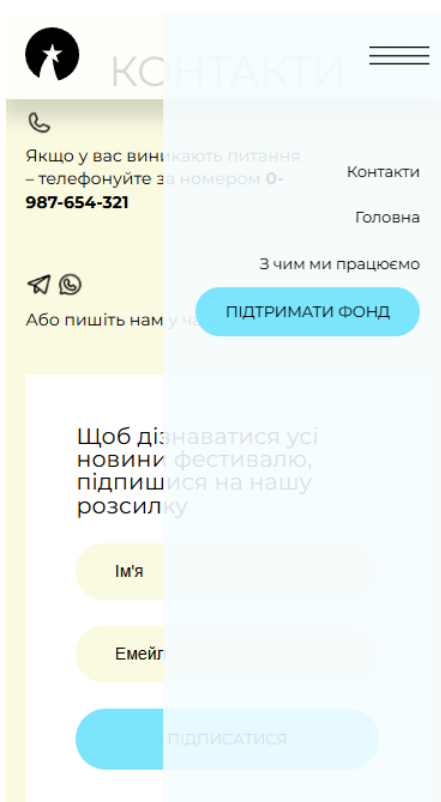 КОНТАКТИ
Якщо у вас виникають питання
– телефонуйте за номером 0-
987-654-321
Контакти
Головна
З чим ми працюємо
ПІДТРИМАТИ ФОНД
Або пишіть нам у ча
Щоб дізнаватися усі
новини фестивалю,
підпишися на нашу
розсилку
Ім'я
Емейл
ПІДПИСАТИСЯ